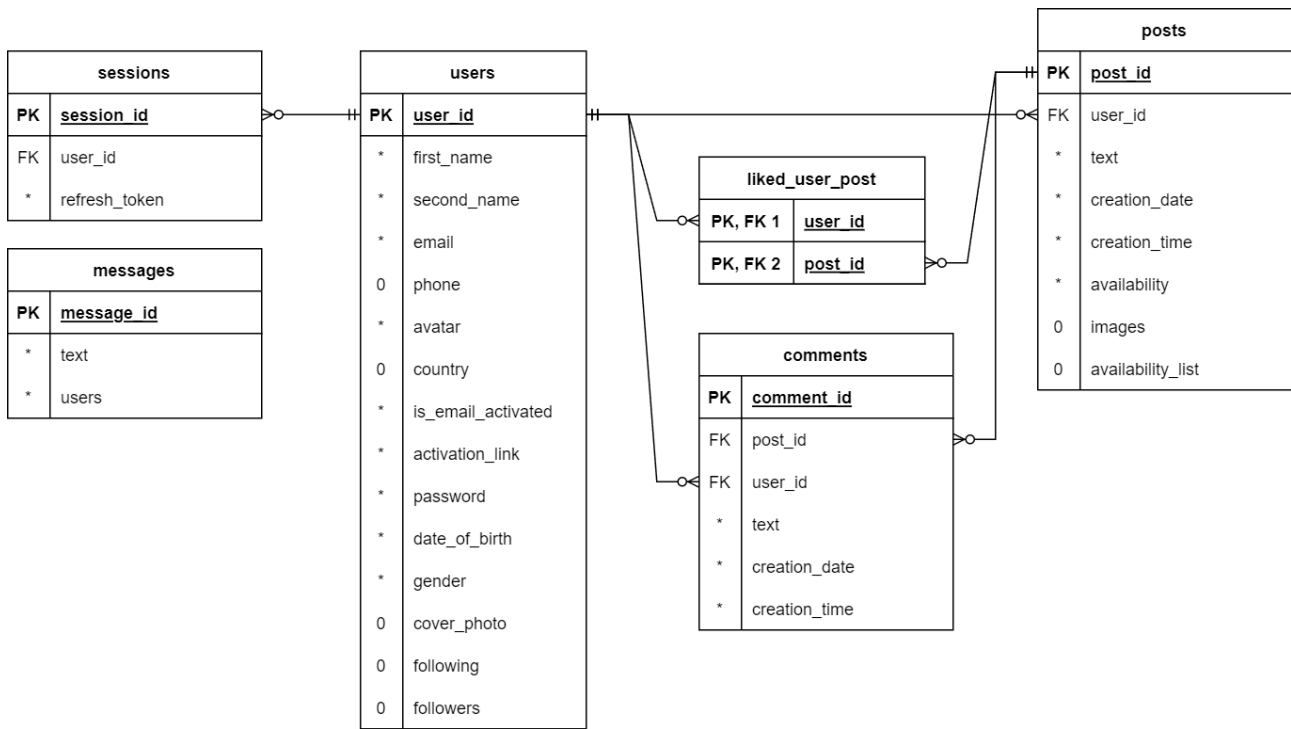 sessions
PK session_id
FK user_id
* refresh_token
messages
PK message_id
* text
* users
users
PK user_id
* first_name
* second_name
* email
0 phone
* avatar
0 country
* is_email_activated
* activation_link
* password
* date_of_birth
* gender
0 cover_photo
0 following
0 followers
liked_user_post
PK, FK 1 user_id
PK, FK 2 post_id
comments
PK comment_id
FK post_id
FK user_id
* text
* creation_date
* creation_time
posts
PK post_id
FK user_id
* text
* creation_date
* creation_time
* availability
0 images
0 availability_list